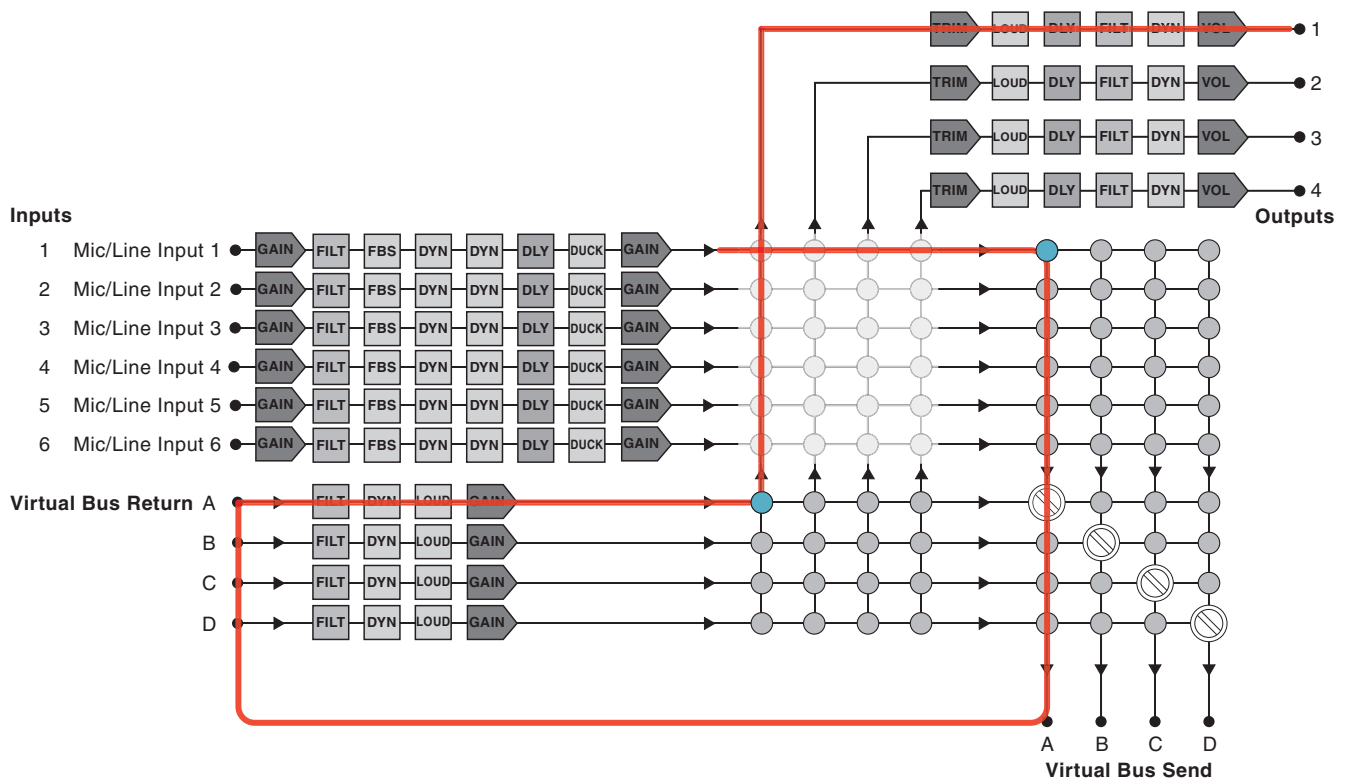 TRIM LOUD DLY FILT DYN VOL 1
TRIM LOUD DLY FILT DYN VOL 2
TRIM LOUD DLY FILT DYN VOL 3
TRIM LOUD DLY FILT DYN VOL 4
Inputs
Outputs
1 Mic/Line Input 1 GAIN FILT FBS DYN DYN DLY DUCK GAIN
2 Mic/Line Input 2 GAIN FILT FBS DYN DYN DLY DUCK GAIN
3 Mic/Line Input 3 GAIN FILT FBS DYN DYN DLY DUCK GAIN
4 Mic/Line Input 4 GAIN FILT FBS DYN DYN DLY DUCK GAIN
5 Mic/Line Input 5 GAIN FILT FBS DYN DYN DLY DUCK GAIN
6 Mic/Line Input 6 GAIN FILT FBS DYN DYN DLY DUCK GAIN
Virtual Bus Return A FILT DYN LOUD GAIN
B FILT DYN LOUD GAIN
C FILT DYN LOUD GAIN
D FILT DYN LOUD GAIN
A B C D
Virtual Bus Send